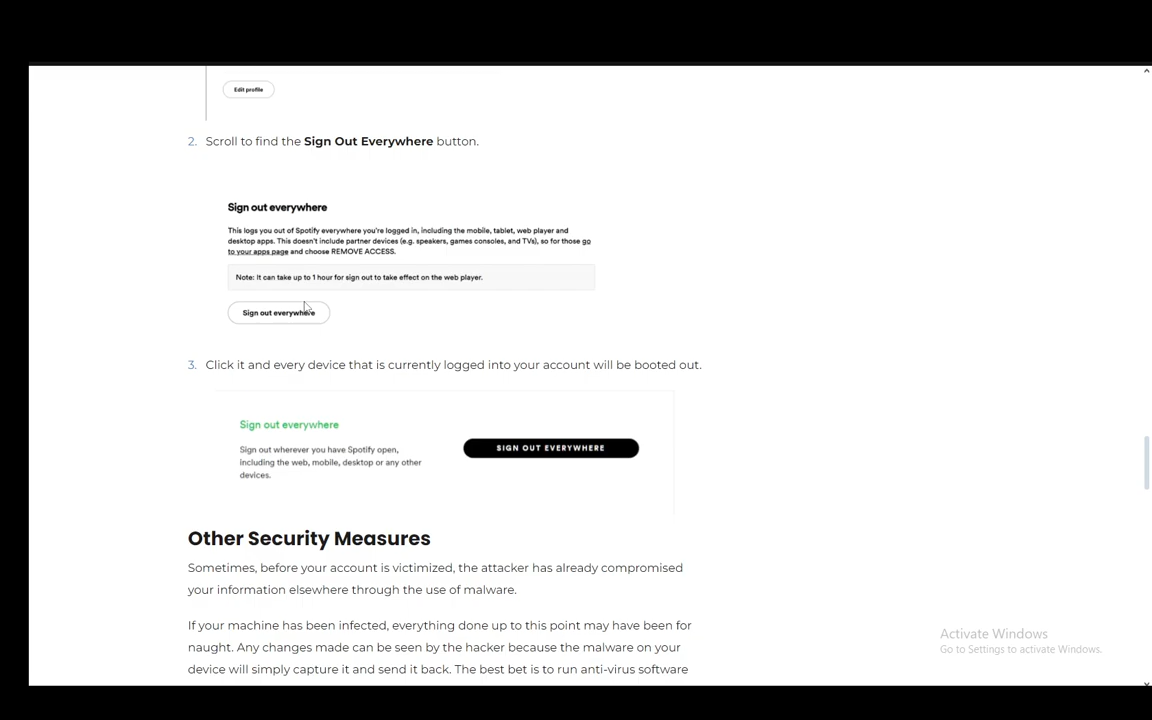 Edit profile
2. Scroll to find the Sign Out Everywhere button.
Sign out everywhere
This logs you out of Spotify everywhere you're logged in, including the mobile, tablet, web player and
desktop apps. This doesn't include partner devices (e.g. speakers, games consoles, and TVs), so for those go
to your apps page and choose REMOVE ACCESS.
Note: It can take up to 1 hour for sign out to take effect on the web player.
Sign out everywhere
3. Click it and every device that is currently logged into your account will be booted out.
Sign out everywhere
Sign out wherever you have Spotify open,
including the web, mobile, desktop or any other
devices.
SIGN OUT EVERYWHERE
Other Security Measures
Sometimes, before your account is victimized, the attacker has already compromised
your information elsewhere through the use of malware.
If your machine has been infected, everything done up to this point may have been for
naught. Any changes made can be seen by the hacker because the malware on your
device will simply capture it and send it back. The best bet is to run anti-virus software
Activate Windows
Go to Settings to activate Windows.